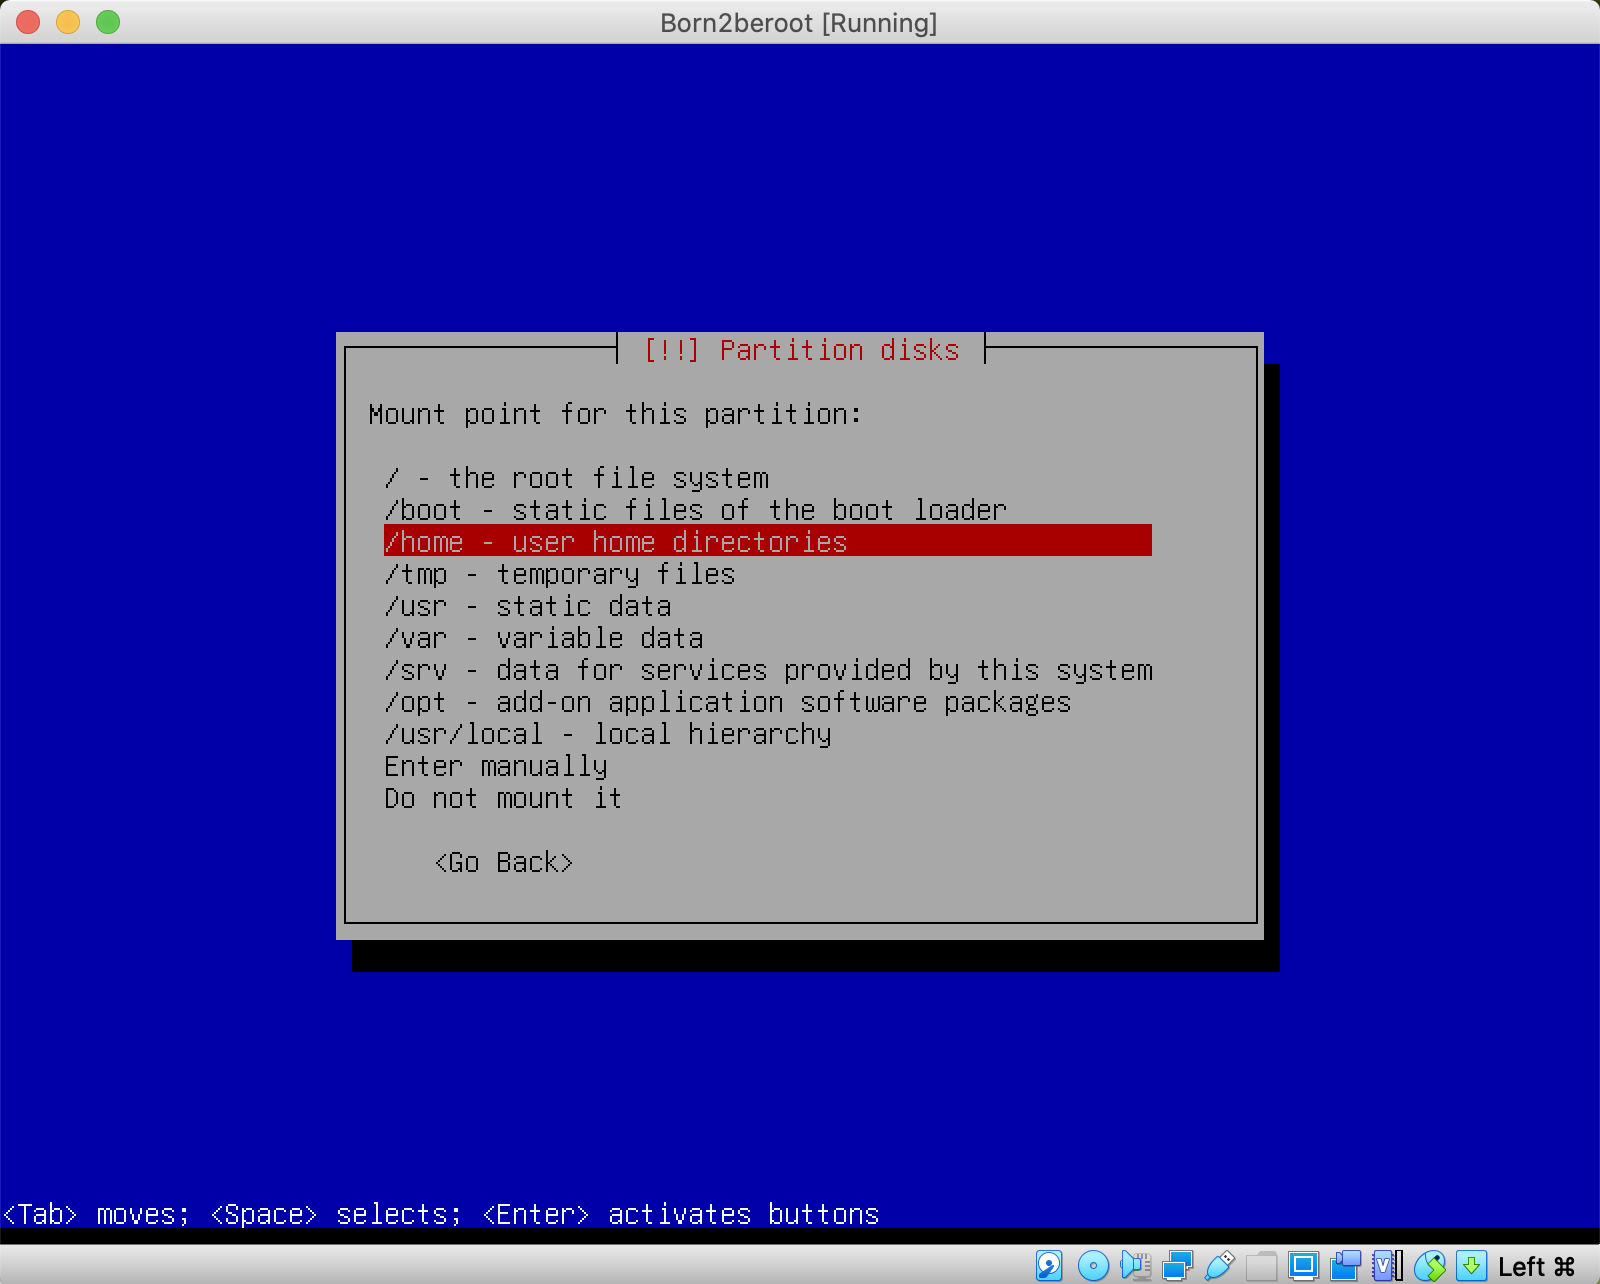 Born2beroot [Running]
[!!] Partition disks
Mount point for this partition:
/ - the root file system
/boot - static files of the boot loader
/home - user home directories
/tmp - temporary files
/usr - static data
/var - variable data
/srv - data for services provided by this system
/opt - add-on application software packages
/usr/local - local hierarchy
Enter manually
Do not mount it
<Go Back>
<Tab> moves; <Space> selects; <Enter> activates buttons
Left ⌘